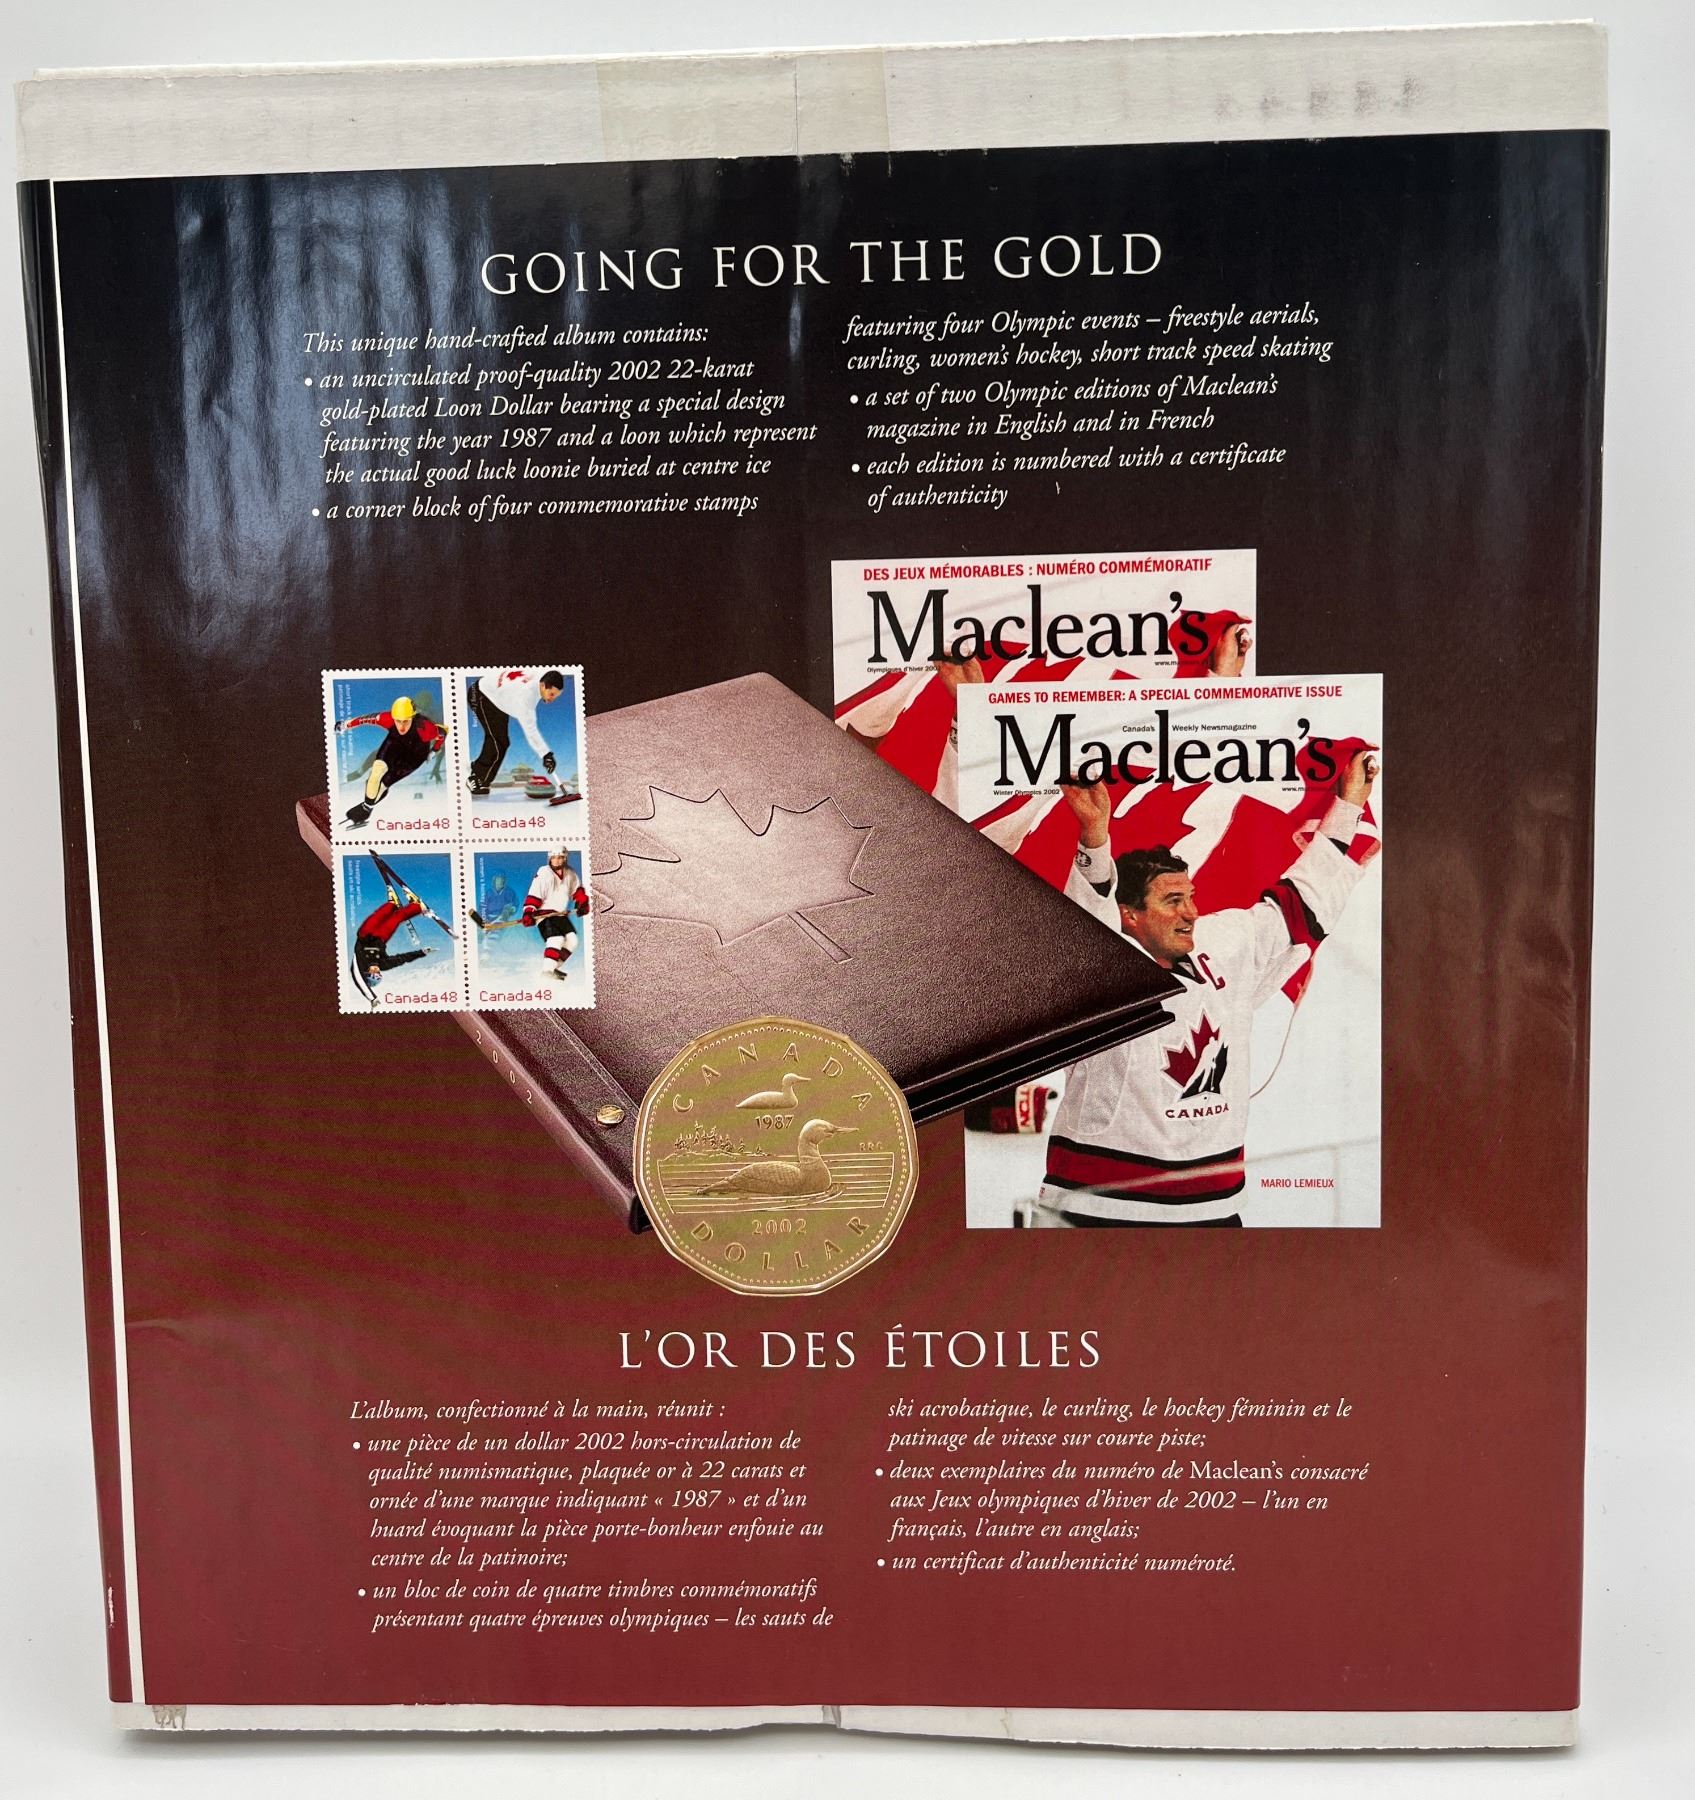 GOING FOR THE GOLD
This unique hand-crafted album contains:
• an uncirculated proof-quality 2002 22-karat
gold-plated Loon Dollar bearing a special design
featuring the year 1987 and a loon which represent
the actual good luck loonie buried at centre ice
• a corner block of four commemorative stamps
featuring four Olympic events – freestyle aerials,
curling, women's hockey, short track speed skating
• a set of two Olympic editions of Maclean's
magazine in English and in French
• each edition is numbered with a certificate
of authenticity
DES JEUX MÉMORABLES : NUMÉRO COMMÉMORATIF
Maclean's
Olympiques d'hiver 2002
GAMES TO REMEMBER: A SPECIAL COMMEMORATIVE ISSUE
Canada's Weekly Newsmagazine
Maclean's
Winter Olympics 2002
CANADA
C
MARIO LEMIEUX
Canada 48
Canada 48
Canada 48
Canada 48
2002
CANADA
1987
RRC
2002
DOLLAR
L'OR DES ÉTOILES
L'album, confectionné à la main, réunit :
• une pièce de un dollar 2002 hors-circulation de
qualité numismatique, plaquée or à 22 carats et
ornée d'une marque indiquant « 1987 » et d'un
huard évoquant la pièce porte-bonheur enfouie au
centre de la patinoire;
• un bloc de coin de quatre timbres commémoratifs
présentant quatre épreuves olympiques – les sauts de
ski acrobatique, le curling, le hockey féminin et le
patinage de vitesse sur courte piste;
• deux exemplaires du numéro de Maclean's consacré
aux Jeux olympiques d'hiver de 2002 – l'un en
français, l'autre en anglais;
• un certificat d'authenticité numéroté.